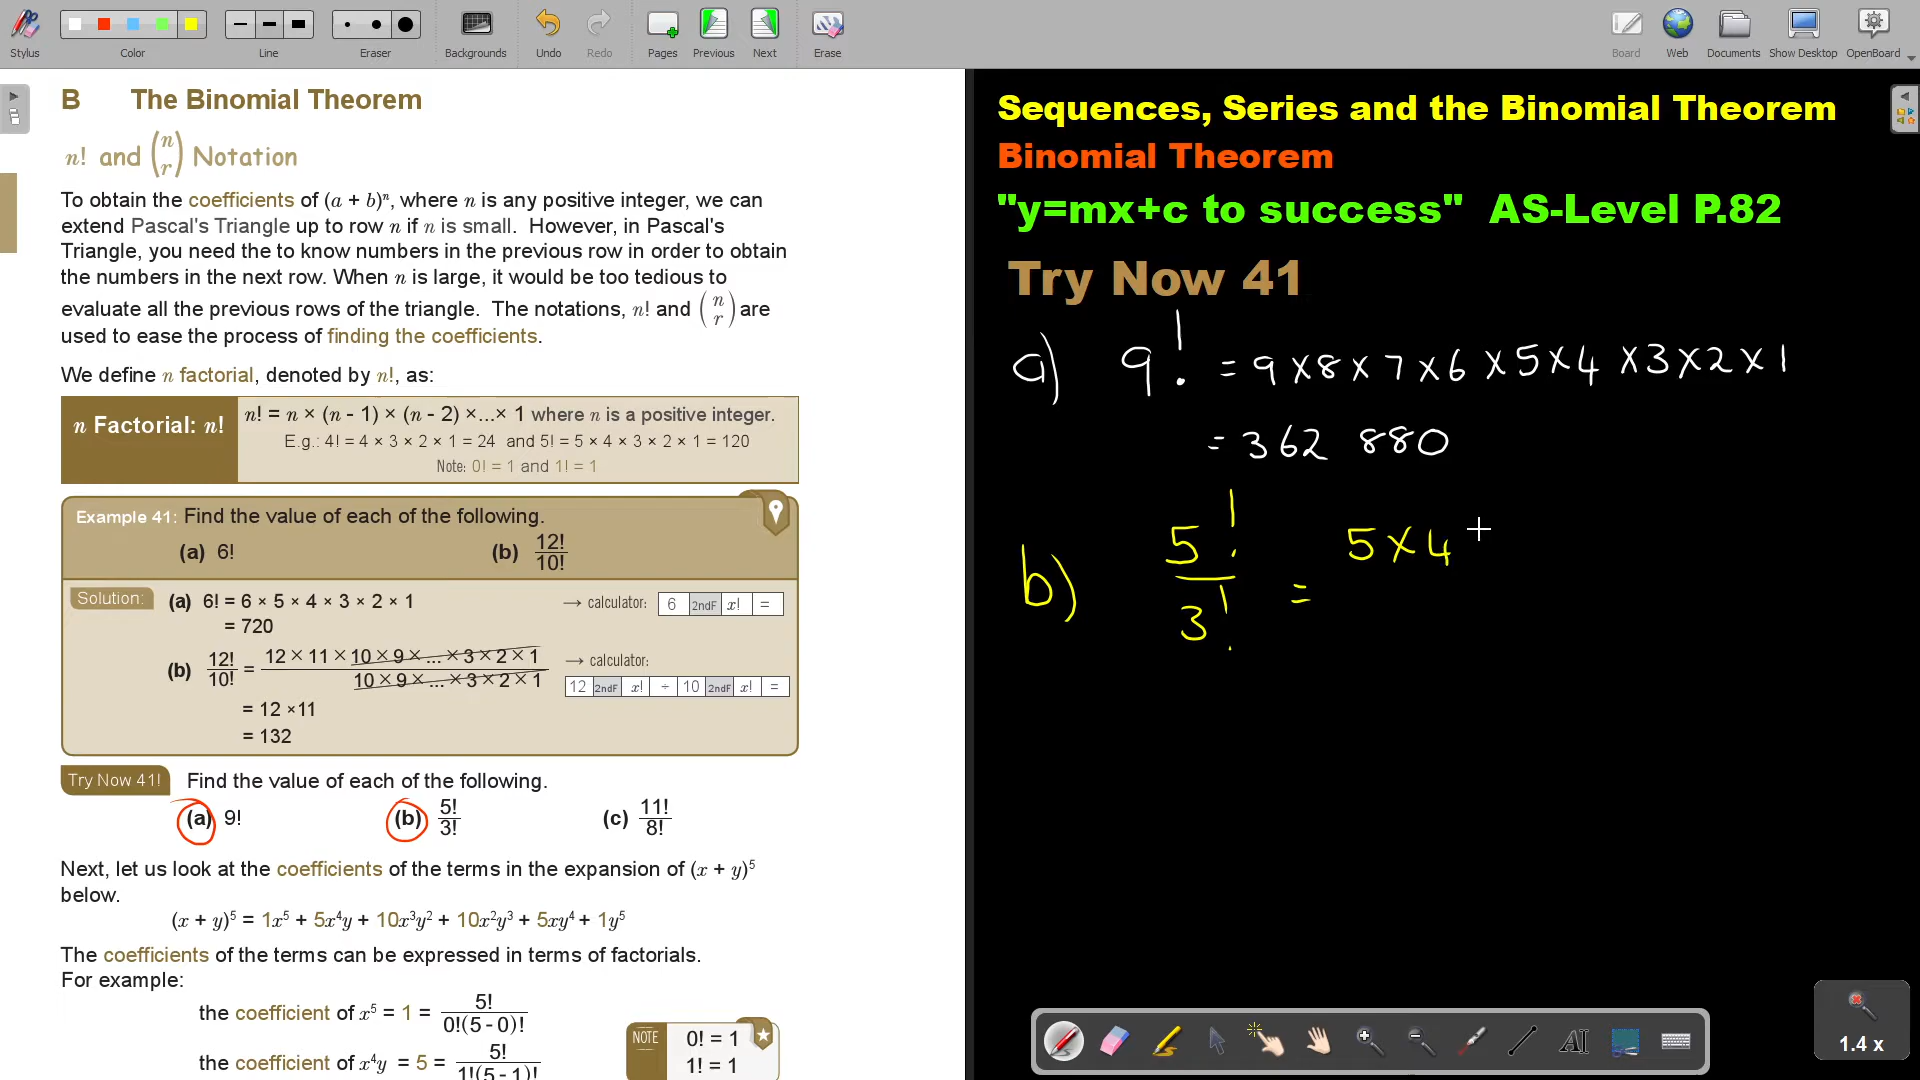 Stylus Color Line Eraser Backgrounds Undo Redo Pages Previous Next Erase Board Web Documents Show Desktop OpenBoard
B The Binomial Theorem
n! and (n r) Notation
To obtain the coefficients of (a + b)ⁿ, where n is any positive integer, we can
extend Pascal's Triangle up to row n if n is small. However, in Pascal's
Triangle, you need the to know numbers in the previous row in order to obtain
the numbers in the next row. When n is large, it would be too tedious to
evaluate all the previous rows of the triangle. The notations, n! and (n r) are
used to ease the process of finding the coefficients.
We define n factorial, denoted by n!, as:
n Factorial: n!
n! = n × (n - 1) × (n - 2) ×...× 1 where n is a positive integer.
E.g.: 4! = 4 × 3 × 2 × 1 = 24 and 5! = 5 × 4 × 3 × 2 × 1 = 120
Note: 0! = 1 and 1! = 1
Example 41: Find the value of each of the following.
(a) 6! (b) 12!/10!
Solution: (a) 6! = 6 × 5 × 4 × 3 × 2 × 1 → calculator: 6 2ndF x! =
= 720
(b) 12!/10! = 12 × 11 × 10 × 9 × ... × 3 × 2 × 1 / 10 × 9 × ... × 3 × 2 × 1 → calculator:
12 2ndF x! ÷ 10 2ndF x! =
= 12 ×11
= 132
Try Now 41! Find the value of each of the following.
(a) 9! (b) 5!/3! (c) 11!/8!
Next, let us look at the coefficients of the terms in the expansion of (x + y)⁵
below.
(x + y)⁵ = 1x⁵ + 5x⁴y + 10x³y² + 10x²y³ + 5xy⁴ + 1y⁵
The coefficients of the terms can be expressed in terms of factorials.
For example:
the coefficient of x⁵ = 1 = 5!/0!(5 - 0)!
the coefficient of x⁴y = 5 = 5!/1!(5 - 1)!
NOTE 0! = 1
1! = 1
Sequences, Series and the Binomial Theorem
Binomial Theorem
"y=mx+c to success" AS-Level P.82
Try Now 41
a) 9! = 9×8×7×6×5×4×3×2×1
= 362 880
b) 5!/3! = 5×4
1.4 x